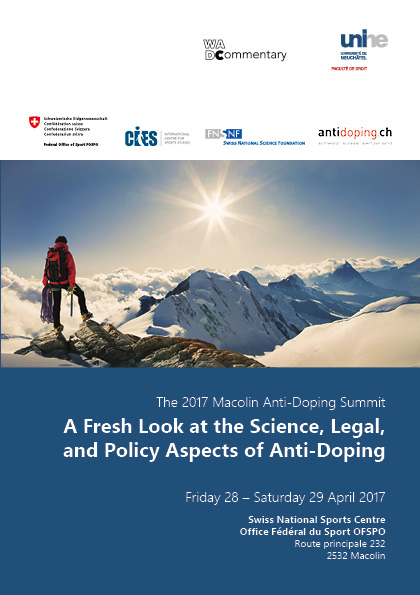 WA
DCommentary
unine
UNIVERSITÉ DE
NEUCHÂTEL
FACULTÉ DE DROIT
Schweizerische Eidgenossenschaft
Confédération suisse
Confederazione Svizzera
Confederaziun svizra
Federal Office of Sport FOSPO
CIES
INTERNATIONAL
CENTRE FOR
SPORTS STUDIES
FNSNF
SWISS NATIONAL SCIENCE FOUNDATION
antidoping.ch
The 2017 Macolin Anti-Doping Summit
A Fresh Look at the Science, Legal,
and Policy Aspects of Anti-Doping
Friday 28 – Saturday 29 April 2017
Swiss National Sports Centre
Office Fédéral du Sport OFSPO
Route principale 232
2532 Macolin